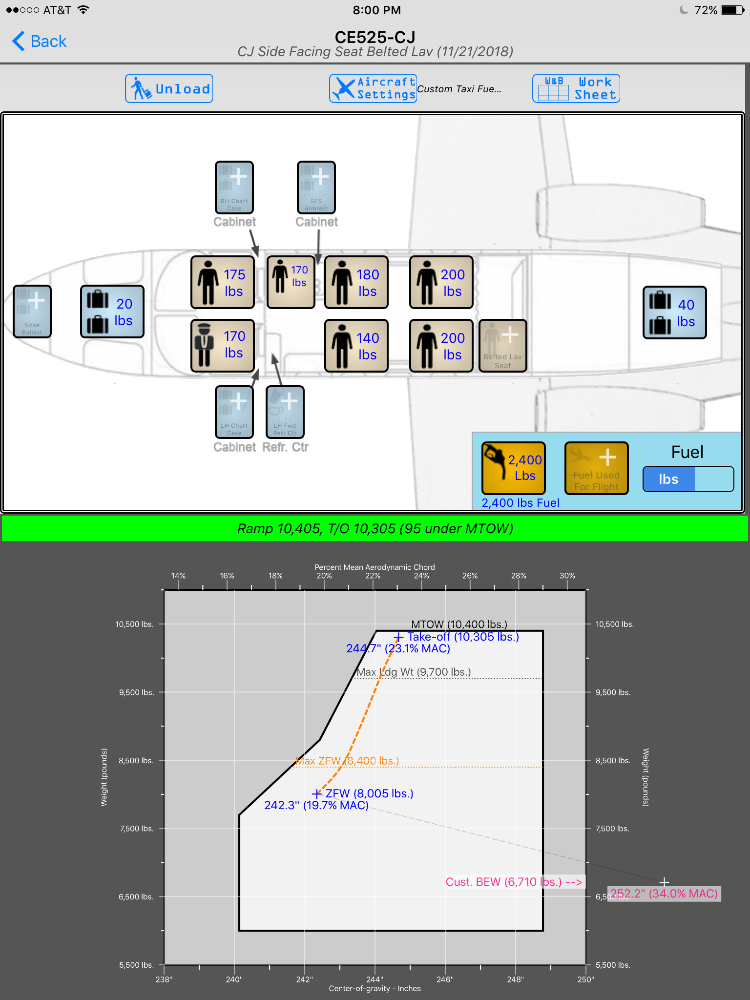 AT&T 8:00 PM 72%
Back
CE525-CJ
CJ Side Facing Seat Belted Lav (11/21/2018)
Unload
Aircraft
Settings
Custom Taxi Fue...
W&B
Work
Sheet
RH Chart
Case
Cabinet
SFS
Armrest
Cabinet
175
lbs
170
lbs
180
lbs
200
lbs
Nose
Ballast
20
lbs
40
lbs
170
lbs
140
lbs
200
lbs
Belted Lav
Seat
LH Chart
Case
Cabinet
LH Fwd
Refr Ctr
Refr. Ctr
2,400
Lbs
2,400 lbs Fuel
Fuel Used
For Flight
Fuel
lbs
Ramp 10,405, T/O 10,305 (95 under MTOW)
Percent Mean Aerodynamic Chord
14% 16% 18% 20% 22% 24% 26% 28% 30%
10,500 lbs. MTOW (10,400 lbs.) 10,500 lbs.
Take-off (10,305 lbs.)
244.7" (23.1% MAC)
Max Ldg Wt (9,700 lbs.)
9,500 lbs. 9,500 lbs.
8,500 lbs. Max ZFW (8,400 lbs.) 8,500 lbs.
Weight (pounds)
Weight (pounds)
ZFW (8,005 lbs.)
242.3" (19.7% MAC)
7,500 lbs. 7,500 lbs.
Cust. BEW (6,710 lbs.) -->
252.2" (34.0% MAC)
6,500 lbs. 6,500 lbs.
5,500 lbs. 5,500 lbs.
238" 240" 242" 244" 246" 248" 250"
Center-of-gravity - Inches